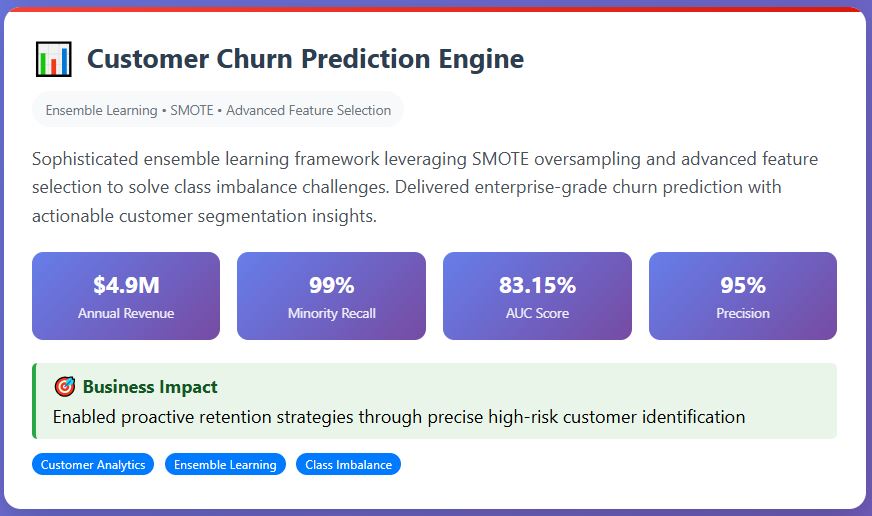 Customer Churn Prediction Engine
Ensemble Learning • SMOTE • Advanced Feature Selection
Sophisticated ensemble learning framework leveraging SMOTE oversampling and advanced feature
selection to solve class imbalance challenges. Delivered enterprise-grade churn prediction with
actionable customer segmentation insights.
$4.9M
Annual Revenue
99%
Minority Recall
83.15%
AUC Score
95%
Precision
Business Impact
Enabled proactive retention strategies through precise high-risk customer identification
Customer Analytics
Ensemble Learning
Class Imbalance